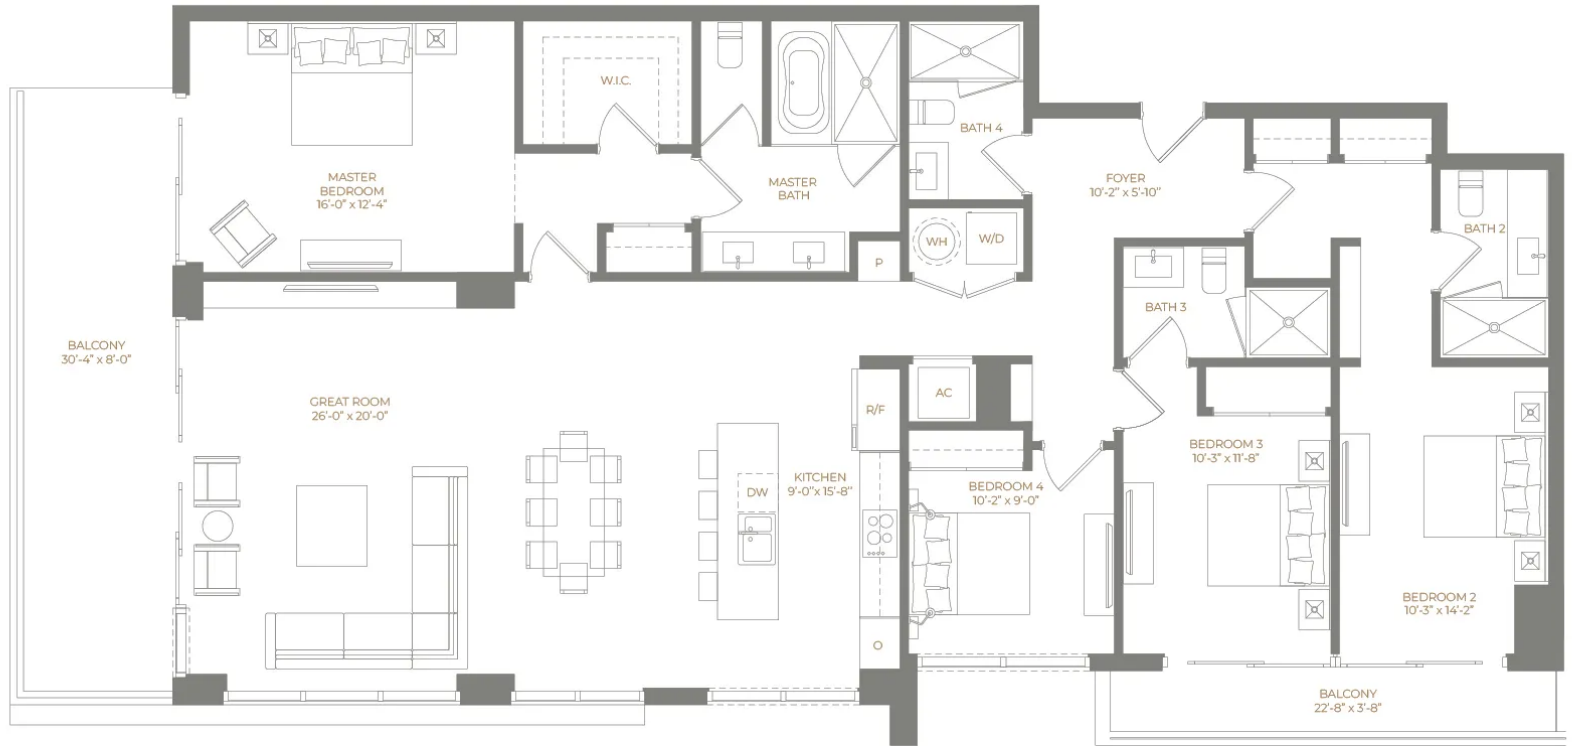 W.I.C.
MASTER
BEDROOM
16'-0" x 12'-4"
MASTER
BATH
BATH 4
FOYER
10'-2" x 5'-10"
BATH 2
WH
W/D
P
BATH 3
BALCONY
30'-4" x 8'-0"
GREAT ROOM
26'-0" x 20'-0"
R/F
AC
KITCHEN
9'-0"x 15'-8"
DW
BEDROOM 4
10'-2" x 9'-0"
BEDROOM 3
10'-3" x 11'-8"
BEDROOM 2
10'-3" x 14'-2"
O
BALCONY
22'-8" x 3'-8"